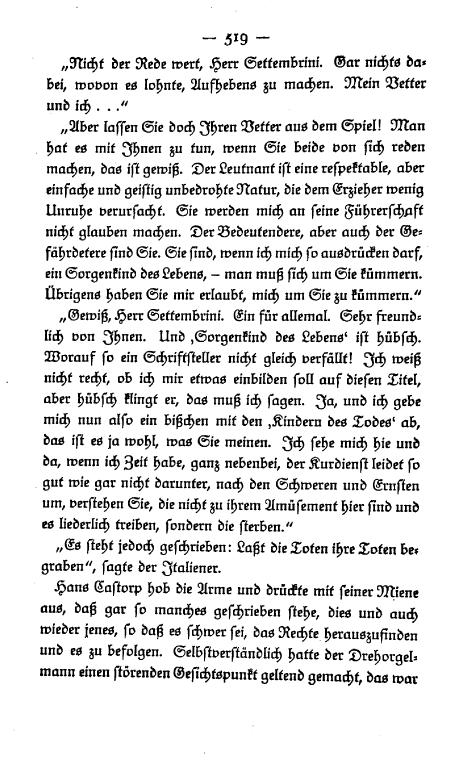 — 519 —
„Nicht der Rede wert, Herr Settembrini. Gar nichts da-
bei, wovon es lohnte, Aufhebens zu machen. Mein Vetter
und ich . . .“
„Aber lassen Sie doch Ihren Vetter aus dem Spiel! Man
hat es mit Ihnen zu tun, wenn Sie beide von sich reden
machen, das ist gewiß. Der Leutnant ist eine respektable, aber
einfache und geistig unbedrohte Natur, die dem Erzieher wenig
Unruhe verursacht. Sie werden mich an seine Führerschaft
nicht glauben machen. Der Bedeutendere, aber auch der Ge-
fährdetere sind Sie. Sie sind, wenn ich mich so ausdrücken darf,
ein Sorgenkind des Lebens, – man muß sich um Sie kümmern.
Übrigens haben Sie mir erlaubt, mich um Sie zu kümmern.“
„Gewiß, Herr Settembrini. Ein für allemal. Sehr freund-
lich von Ihnen. Und ‚Sorgenkind des Lebens‘ ist hübsch.
Worauf so ein Schriftsteller nicht gleich verfällt! Ich weiß
nicht recht, ob ich mir etwas einbilden soll auf diesen Titel,
aber hübsch klingt er, das muß ich sagen. Ja, und ich gebe
mich nun also ein bißchen mit den ‚Kindern des Todes‘ ab,
das ist es ja wohl, was Sie meinen. Ich sehe mich hie und
da, wenn ich Zeit habe, ganz nebenbei, der Kurdienst leidet so
gut wie gar nicht darunter, nach den Schweren und Ernsten
um, verstehen Sie, die nicht zu ihrem Amüsement hier sind und
es liederlich treiben, sondern die sterben.“
„Es steht jedoch geschrieben: Laßt die Toten ihre Toten be-
graben“, sagte der Italiener.
Hans Castorp hob die Arme und drückte mit seiner Miene
aus, daß gar so manches geschrieben stehe, dies und auch
wieder jenes, so daß es schwer sei, das Rechte herauszufinden
und es zu befolgen. Selbstverständlich hatte der Drehorgel-
mann einen störenden Gesichtspunkt geltend gemacht, das war